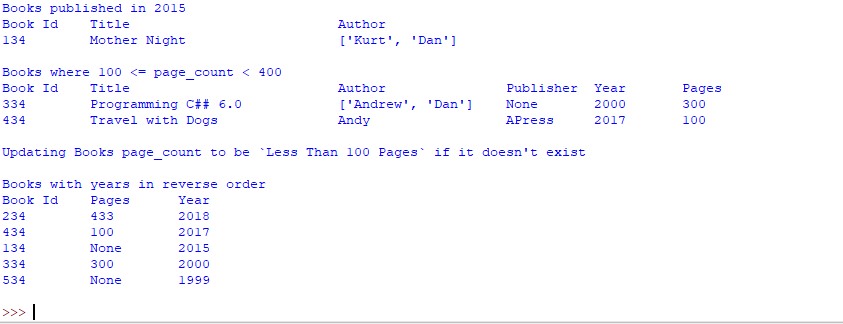 Books published in 2015
Book Id Title Author
134 Mother Night ['Kurt', 'Dan']
Books where 100 <= page_count < 400
Book Id Title Author Publisher Year Pages
334 Programming C## 6.0 ['Andrew', 'Dan'] None 2000 300
434 Travel with Dogs Andy APress 2017 100
Updating Books page_count to be `Less Than 100 Pages` if it doesn't exist
Books with years in reverse order
Book Id Pages Year
234 433 2018
434 100 2017
134 None 2015
334 300 2000
534 None 1999
>>>